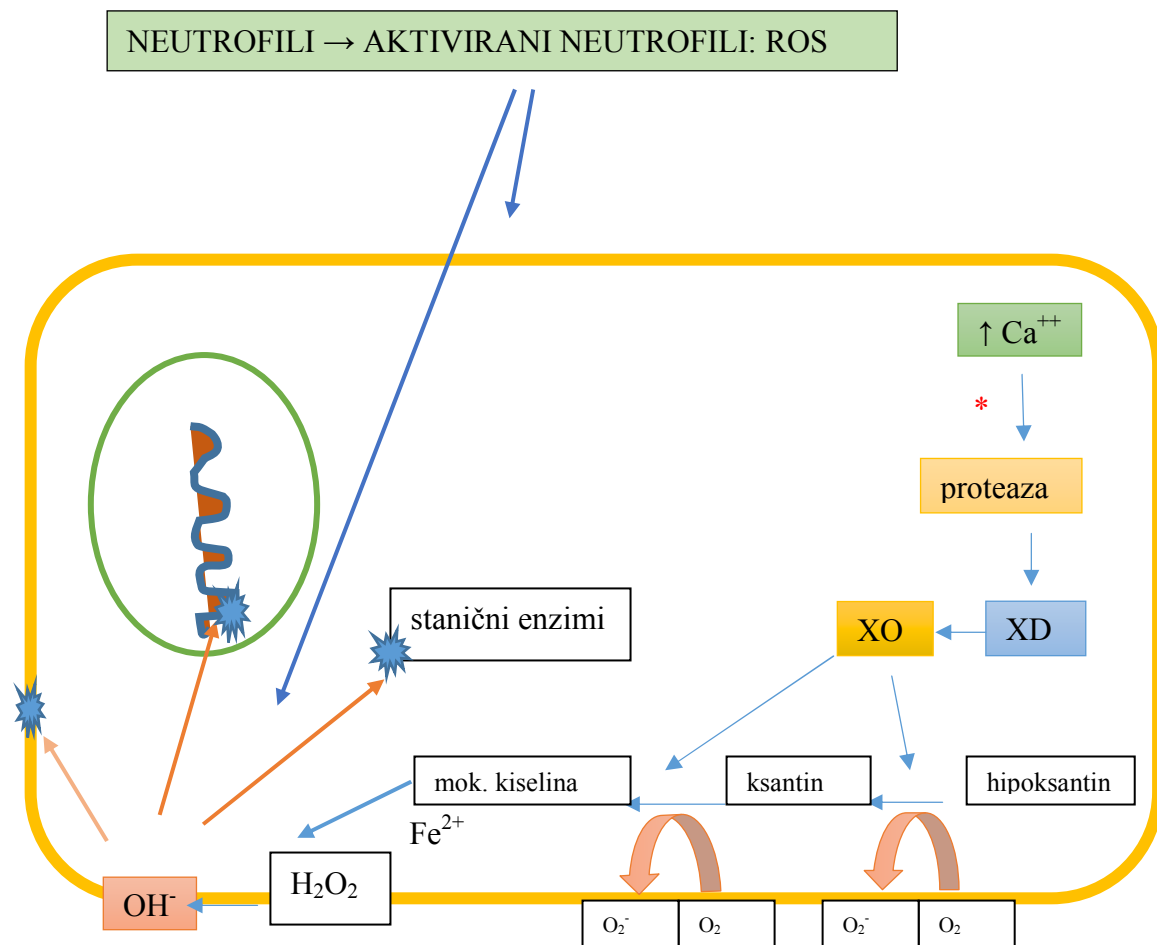 NEUTROFILI → AKTIVIRANI NEUTROFILI: ROS
↑ Ca⁺⁺
*
proteaza
stanični enzimi
XO
XD
mok. kiselina
ksantin
hipoksantin
Fe²⁺
H₂O₂
OH⁻
O₂⁻
O₂
O₂⁻
O₂